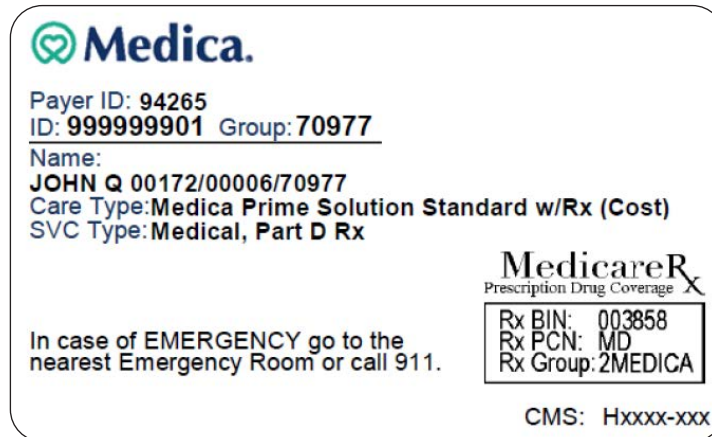 Medica.
Payer ID: 94265
ID: 999999901 Group: 70977
Name:
JOHN Q 00172/00006/70977
Care Type:Medica Prime Solution Standard w/Rx (Cost)
SVC Type:Medical, Part D Rx
MedicareRx
Prescription Drug Coverage
Rx BIN: 003858
Rx PCN: MD
Rx Group:2MEDICA
In case of EMERGENCY go to the
nearest Emergency Room or call 911.
CMS: Hxxxx-xxx